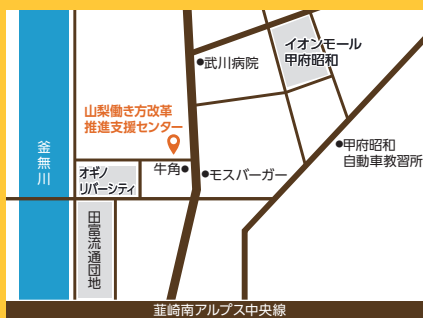 イオンモール
甲府昭和
武川病院
山梨働き方改革
推進支援センター
甲府昭和
自動車教習所
釜無川
オギノ
リバーシティ
牛角
モスバーガー
田富流通団地
韮崎南アルプス中央線